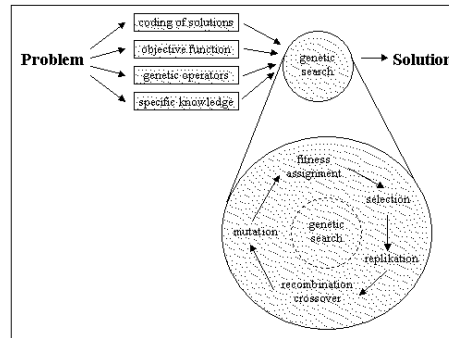 coding of solutions
objective function
Problem
genetic operators
specific knowledge
genetic
search
Solution
fitness
assignment
selection
genetic
search
mutation
replikation
recombination
crossover